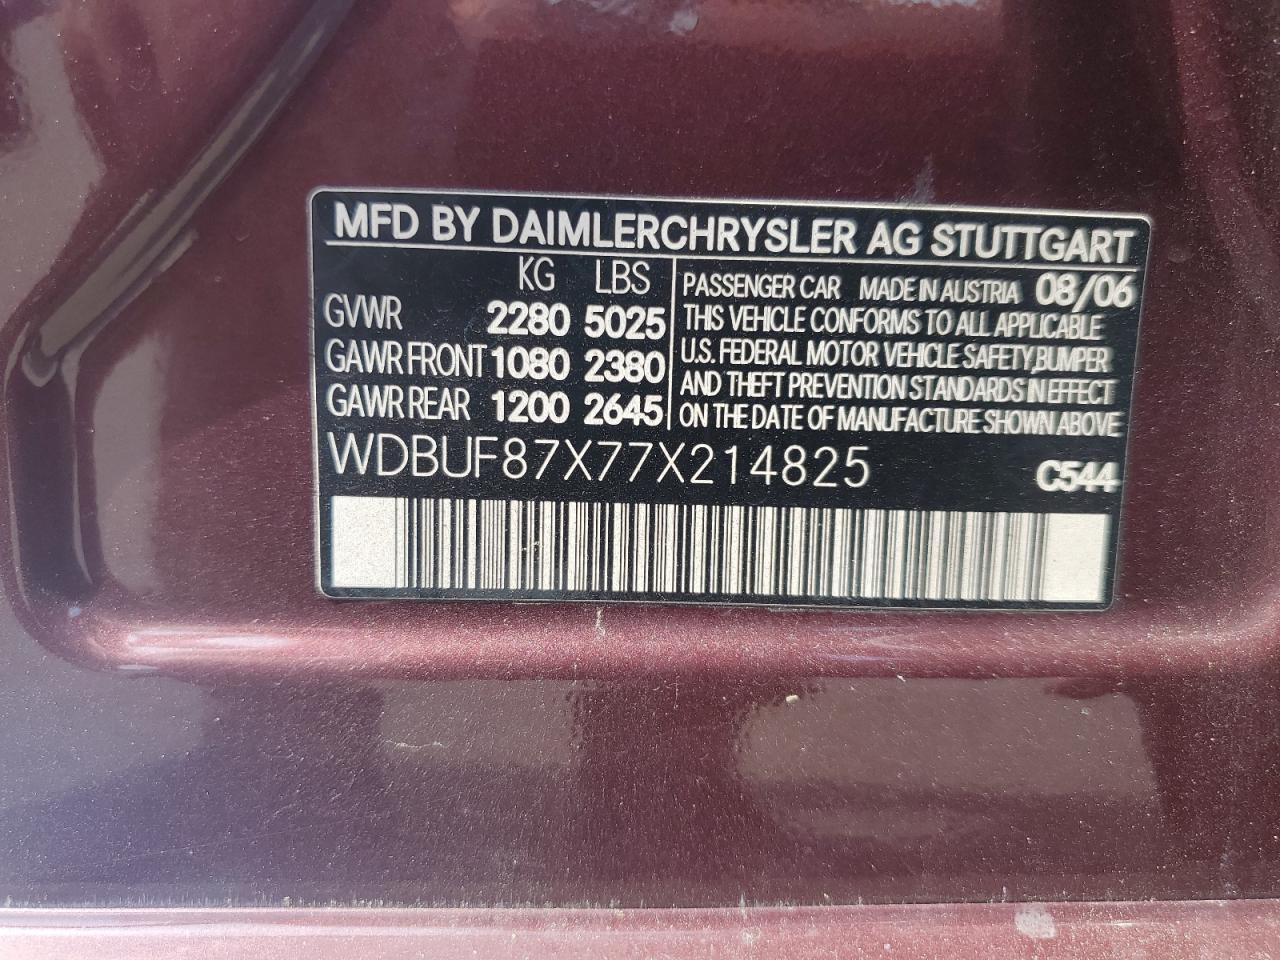 MFD BY DAIMLERCHRYSLER AG STUTTGART
KG LBS
GVWR 2280 5025
GAWR FRONT 1080 2380
GAWR REAR 1200 2645
PASSENGER CAR MADE IN AUSTRIA 08/06
THIS VEHICLE CONFORMS TO ALL APPLICABLE
U.S. FEDERAL MOTOR VEHICLE SAFETY,BUMPER
AND THEFT PREVENTION STANDARDS IN EFFECT
ON THE DATE OF MANUFACTURE SHOWN ABOVE
WDBUF87X77X214825 C544